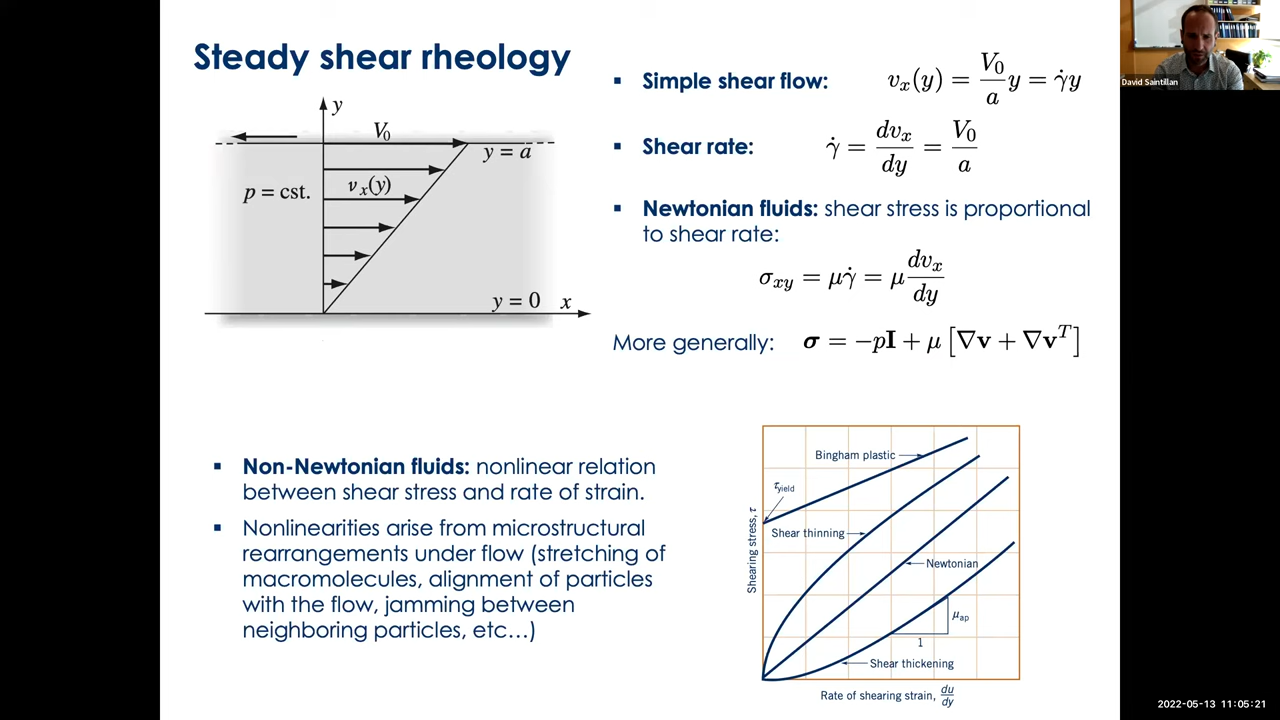 Steady shear rheology
y
V₀
y = a
p = cst.
vₓ(y)
y = 0 x
▪ Simple shear flow: vₓ(y) = V₀/a y = γ̇y
▪ Shear rate: γ̇ = dvₓ/dy = V₀/a
▪ Newtonian fluids: shear stress is proportional
to shear rate:
σₓᵧ = μγ̇ = μ dvₓ/dy
More generally: σ = −pI + μ [∇v + ∇vᵀ]
▪ Non-Newtonian fluids: nonlinear relation
between shear stress and rate of strain.
▪ Nonlinearities arise from microstructural
rearrangements under flow (stretching of
macromolecules, alignment of particles
with the flow, jamming between
neighboring particles, etc…)
Bingham plastic
τyield
Shearing stress, τ
Shear thinning
Newtonian
μap
1
Shear thickening
Rate of shearing strain, du/dy
David Saintillan
2022-05-13 11:05:21